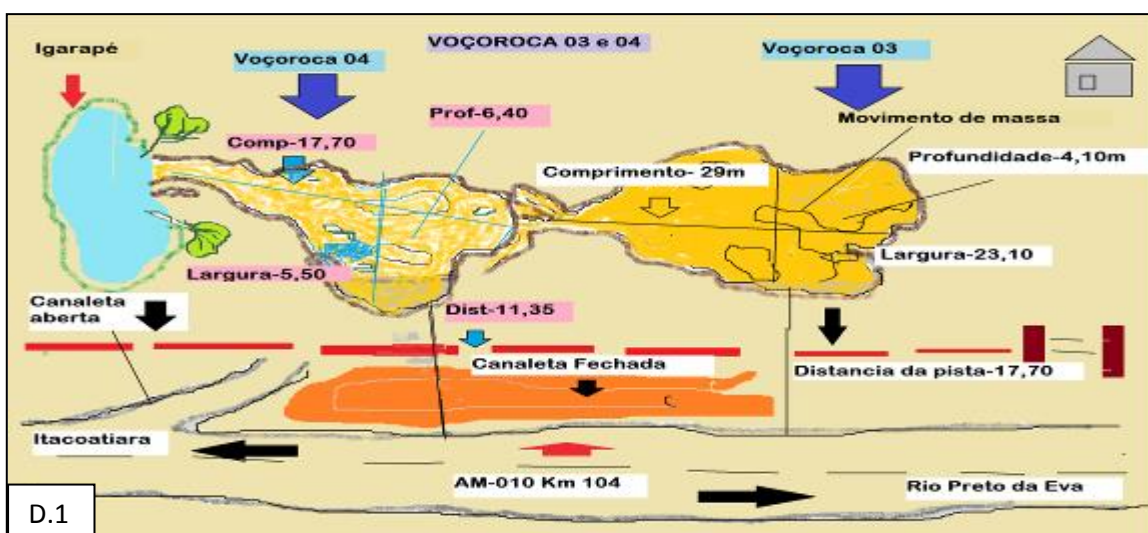 Igarapé
VOÇOROCA 03 e 04
Voçoroca 04
Voçoroca 03
Prof-6,40
Movimento de massa
Comp-17,70
Profundidade-4,10m
Comprimento- 29m
Largura-5,50
Largura-23,10
Canaleta
aberta
Dist-11,35
Canaleta Fechada
Distancia da pista-17,70
Itacoatiara
AM-010 Km 104
Rio Preto da Eva
D.1